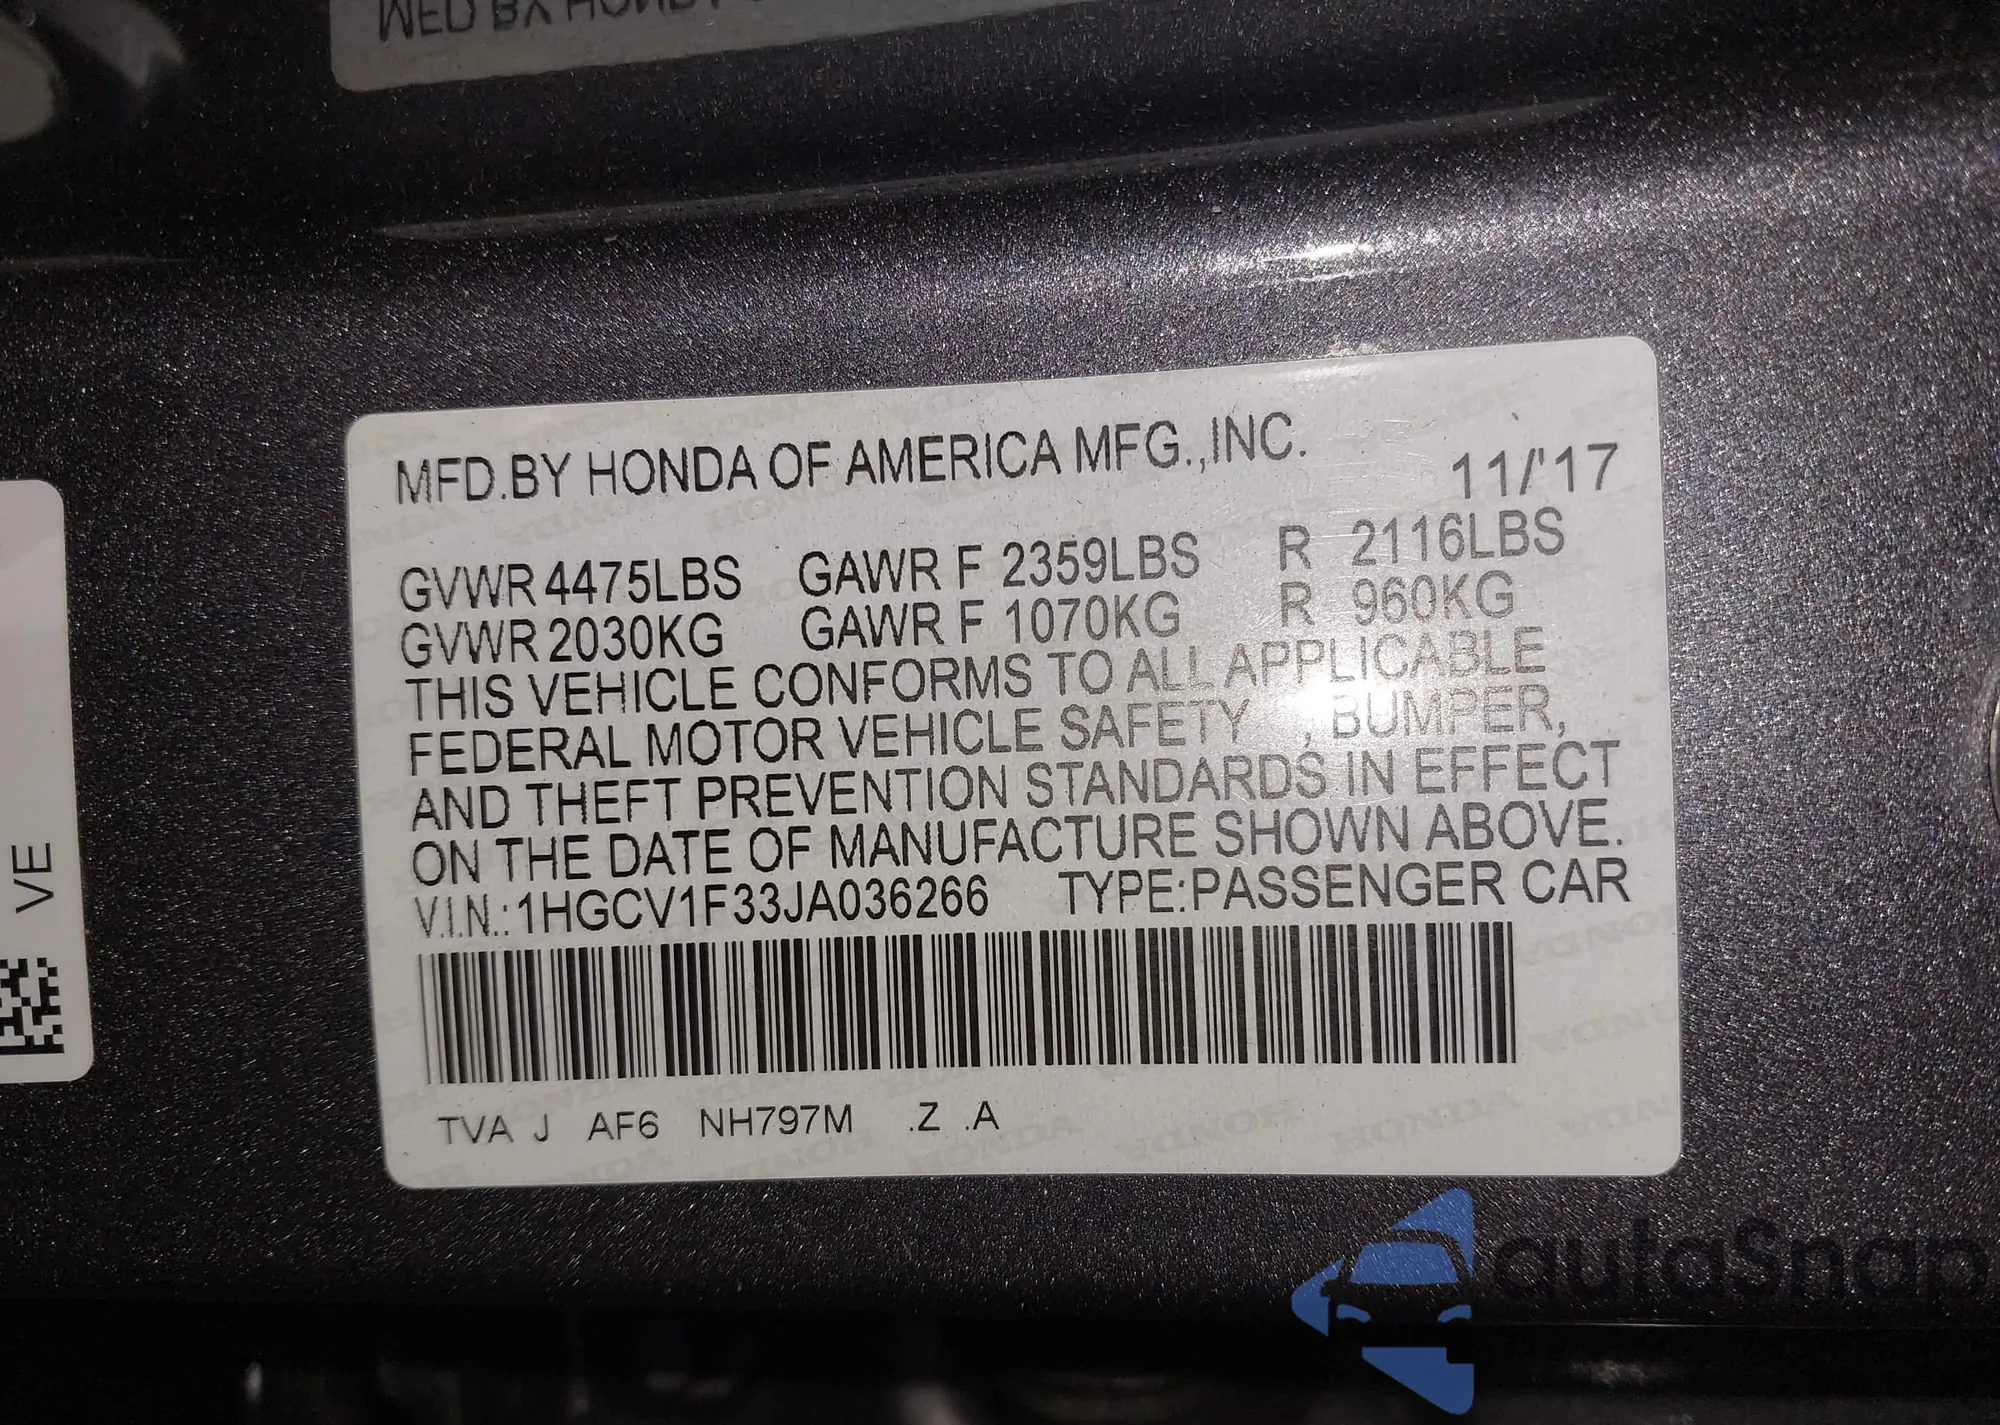 MFD.BY HONDA OF AMERICA MFG.,INC. 11/'17
GVWR 4475LBS GAWR F 2359LBS R 2116LBS
GVWR 2030KG GAWR F 1070KG R 960KG
THIS VEHICLE CONFORMS TO ALL APPLICABLE
FEDERAL MOTOR VEHICLE SAFETY , BUMPER,
AND THEFT PREVENTION STANDARDS IN EFFECT
ON THE DATE OF MANUFACTURE SHOWN ABOVE.
V.I.N.: 1HGCV1F33JA036266 TYPE:PASSENGER CAR
TVA J AF6 NH797M .Z .A
VE
aulaSnap